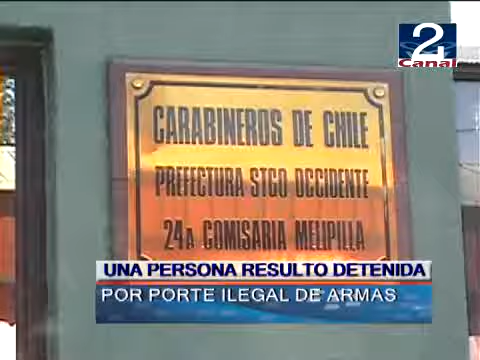 2
Canal
CARABINEROS DE CHILE
PREFECTURA STGO OCCIDENTE
24A COMISARIA MELIPILLA
UNA PERSONA RESULTO DETENIDA
POR PORTE ILEGAL DE ARMAS